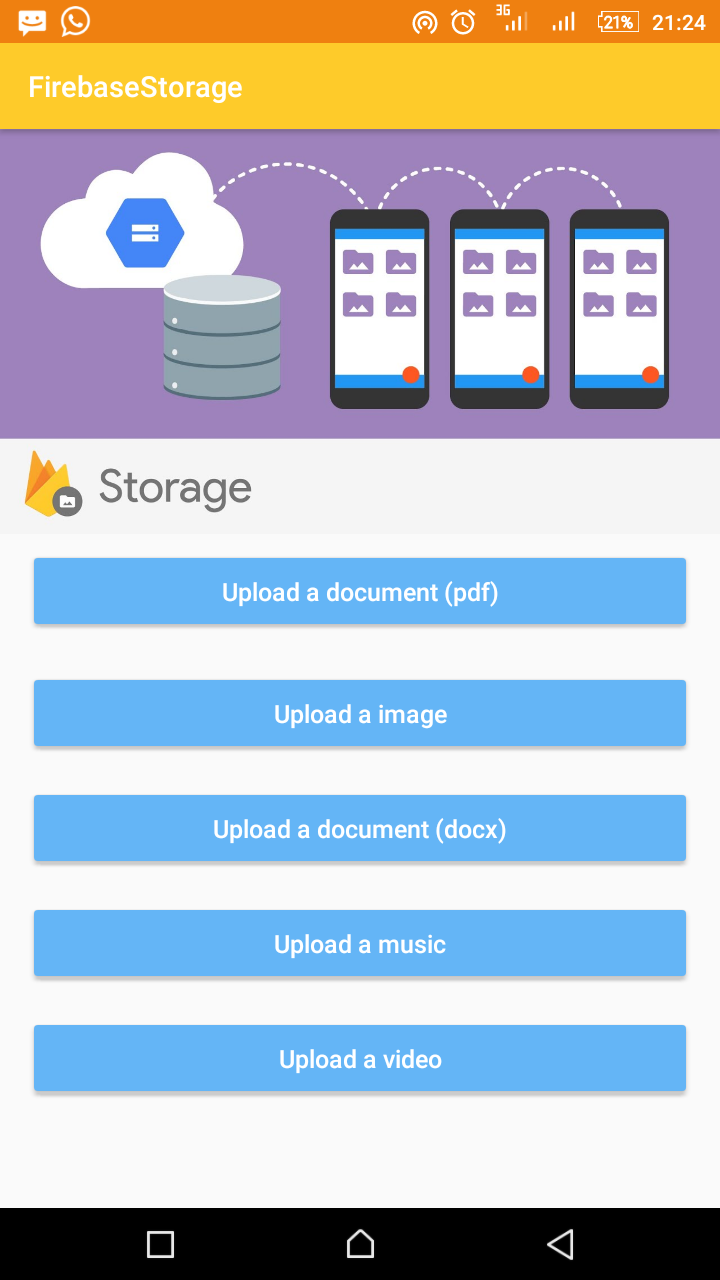 3G 21% 21:24
FirebaseStorage
Storage
Upload a document (pdf)
Upload a image
Upload a document (docx)
Upload a music
Upload a video